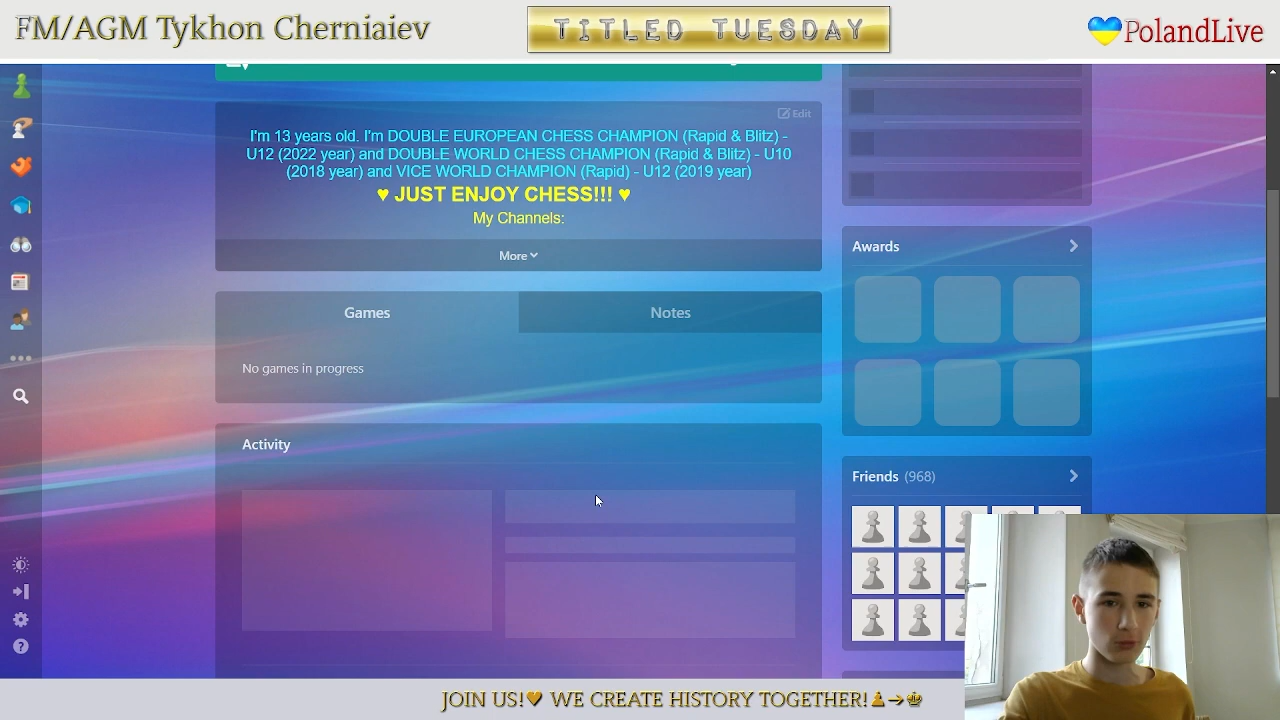 FM/AGM Tykhon Cherniaiev
TITLED TUESDAY
PolandLive
Edit
I'm 13 years old. I'm DOUBLE EUROPEAN CHESS CHAMPION (Rapid & Blitz) -
U12 (2022 year) and DOUBLE WORLD CHESS CHAMPION (Rapid & Blitz) - U10
(2018 year) and VICE WORLD CHAMPION (Rapid) - U12 (2019 year)
♥ JUST ENJOY CHESS!!! ♥
My Channels:
More
Games
Notes
No games in progress
Activity
Awards
Friends (968)
JOIN US!🧡 WE CREATE HISTORY TOGETHER!♟→♚